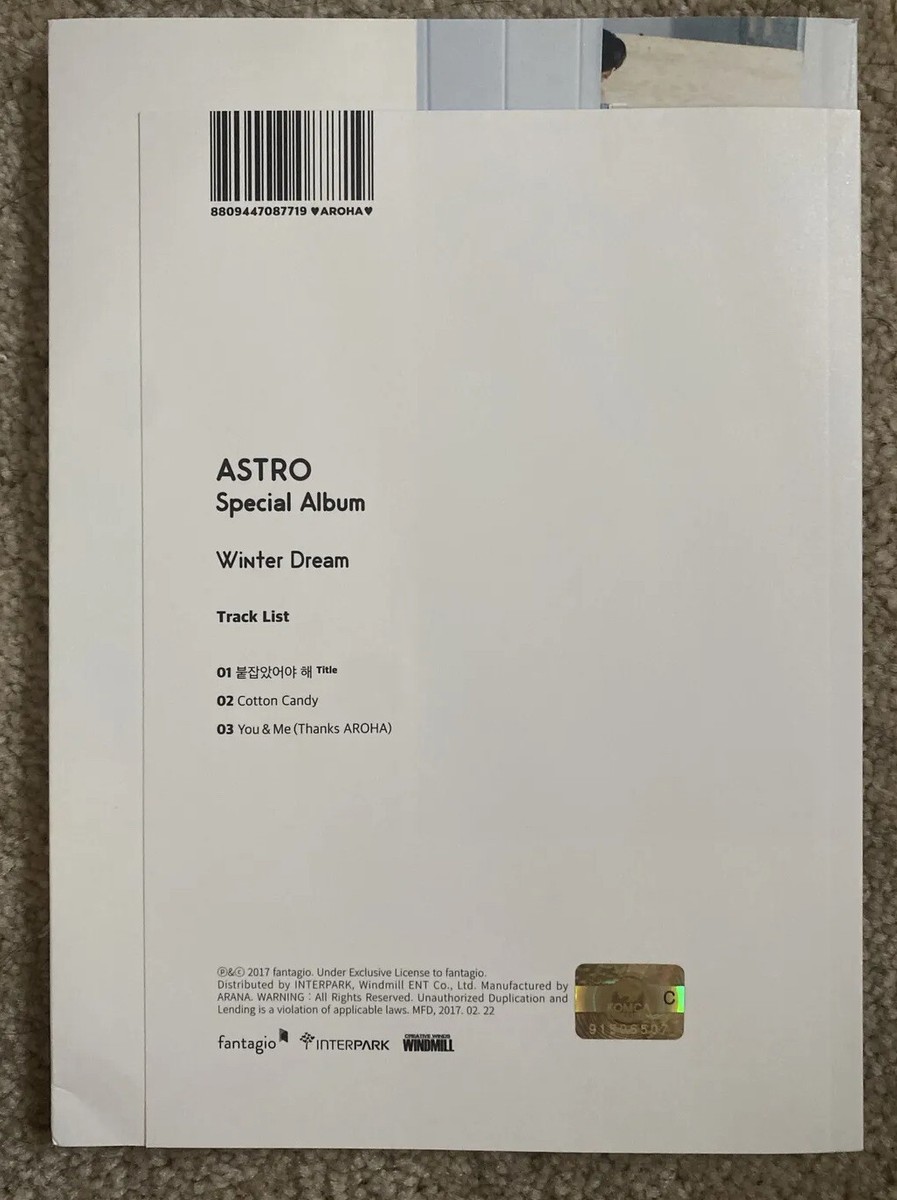 8809447087719 ♥AROHA♥
ASTRO
Special Album
Winter Dream
Track List
01 붙잡았어야 해 Title
02 Cotton Candy
03 You & Me (Thanks AROHA)
ⓟ&ⓒ 2017 fantagio. Under Exclusive License to fantagio.
Distributed by INTERPARK, Windmill ENT Co., Ltd. Manufactured by
ARANA. WARNING : All Rights Reserved. Unauthorized Duplication and
Lending is a violation of applicable laws. MFD, 2017. 02. 22
KOMCA C
fantagio INTERPARK CREATIVE MINDS WINDMILL